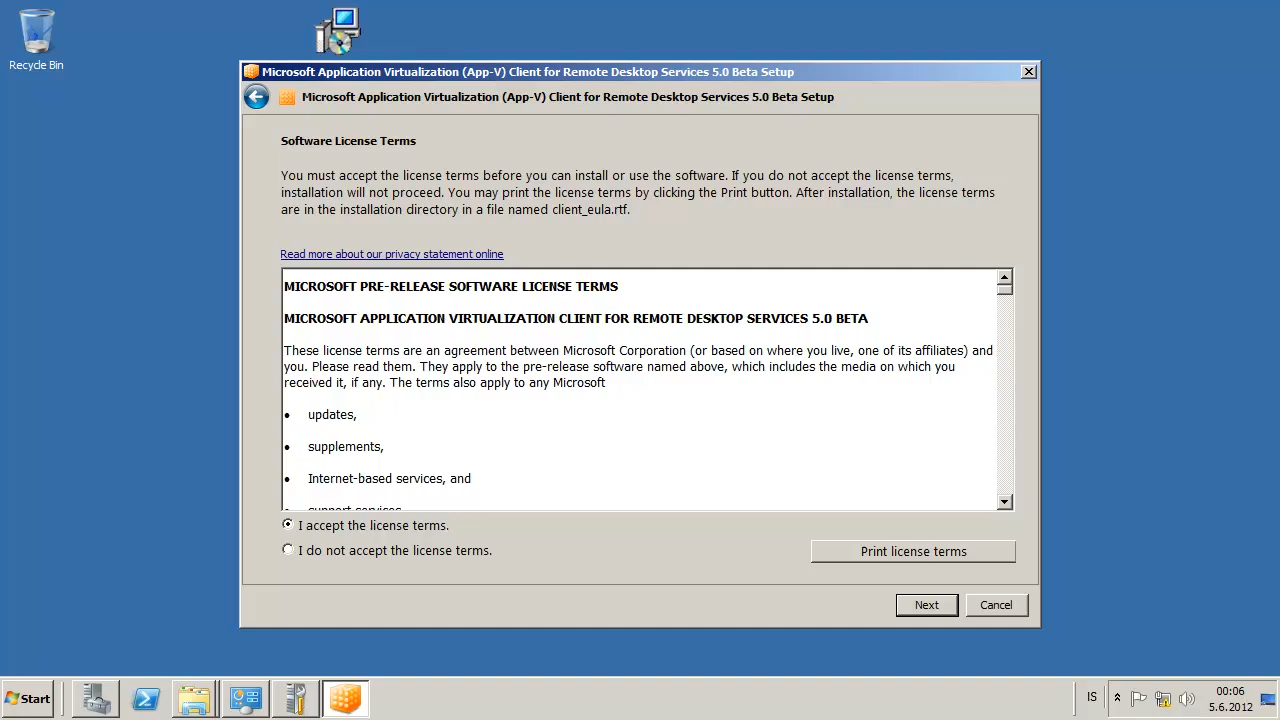 Recycle Bin
Microsoft Application Virtualization (App-V) Client for Remote Desktop Services 5.0 Beta Setup
Microsoft Application Virtualization (App-V) Client for Remote Desktop Services 5.0 Beta Setup
Software License Terms
You must accept the license terms before you can install or use the software. If you do not accept the license terms,
installation will not proceed. You may print the license terms by clicking the Print button. After installation, the license terms
are in the installation directory in a file named client_eula.rtf.
Read more about our privacy statement online
MICROSOFT PRE-RELEASE SOFTWARE LICENSE TERMS
MICROSOFT APPLICATION VIRTUALIZATION CLIENT FOR REMOTE DESKTOP SERVICES 5.0 BETA
These license terms are an agreement between Microsoft Corporation (or based on where you live, one of its affiliates) and
you. Please read them. They apply to the pre-release software named above, which includes the media on which you
received it, if any. The terms also apply to any Microsoft
• updates,
• supplements,
• Internet-based services, and
• support services
I accept the license terms.
I do not accept the license terms.
Print license terms
Next
Cancel
Start
IS
00:06
5.6.2012